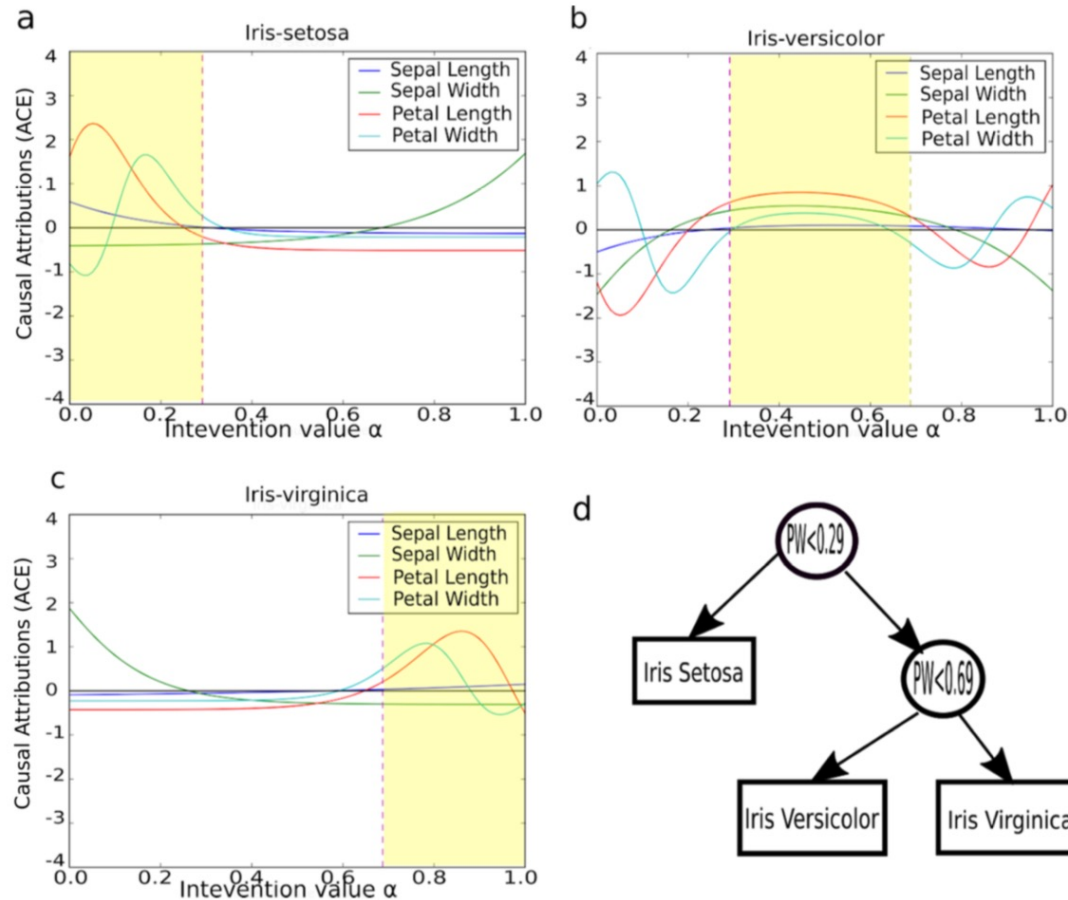 a
Iris-setosa
4
3
2
1
0
-1
-2
-3
-4
Causal Attributions (ACE)
Sepal Length
Sepal Width
Petal Length
Petal Width
0.0 0.2 0.4 0.6 0.8 1.0
Intevention value α
b
Iris-versicolor
4
3
2
1
0
-1
-2
-3
-4
Sepal Length
Sepal Width
Petal Length
Petal Width
0.0 0.2 0.4 0.6 0.8 1.0
Intevention value α
c
Iris-virginica
4
3
2
1
0
-1
-2
-3
-4
Causal Attributions (ACE)
Sepal Length
Sepal Width
Petal Length
Petal Width
0.0 0.2 0.4 0.6 0.8 1.0
Intevention value α
d
PW<0.29
Iris Setosa
PW<0.69
Iris Versicolor
Iris Virginica